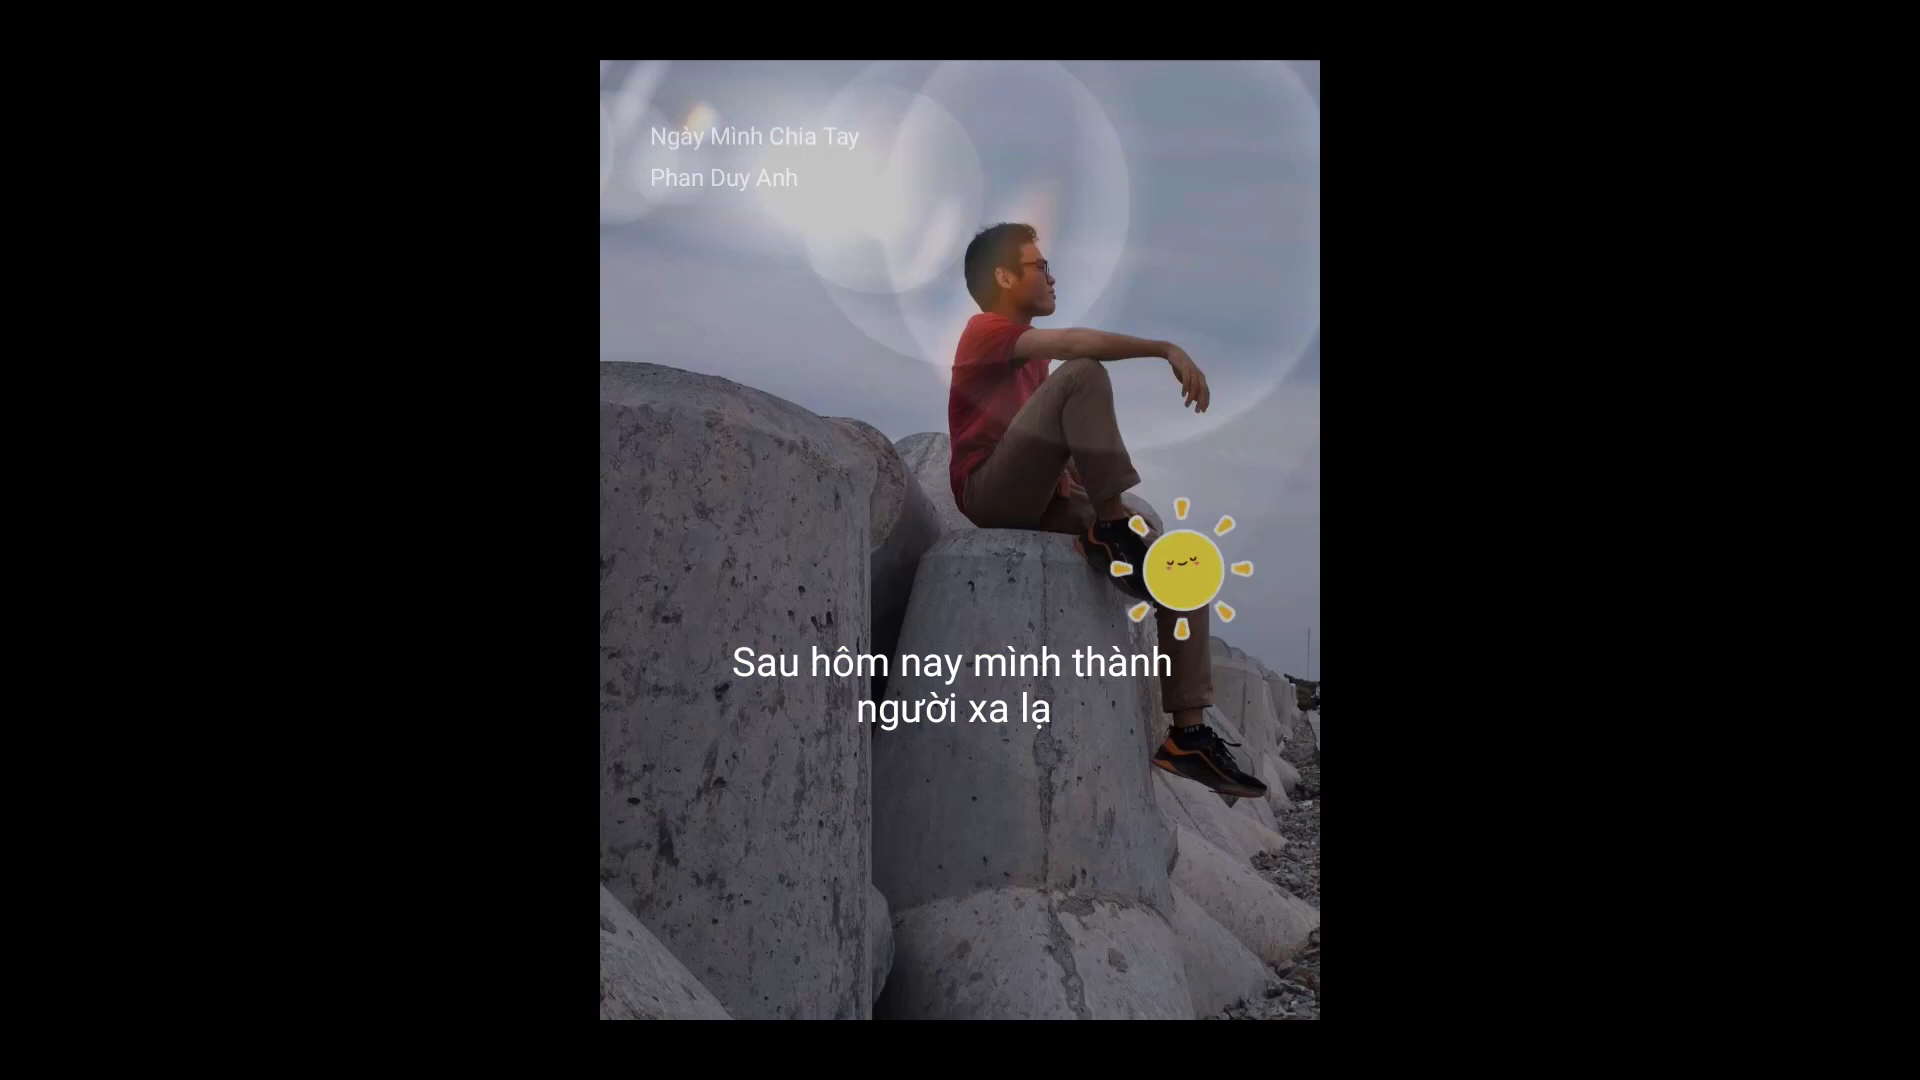 Ngày Mình Chia Tay
Phan Duy Anh
Sau hôm nay mình thành
người xa lạ